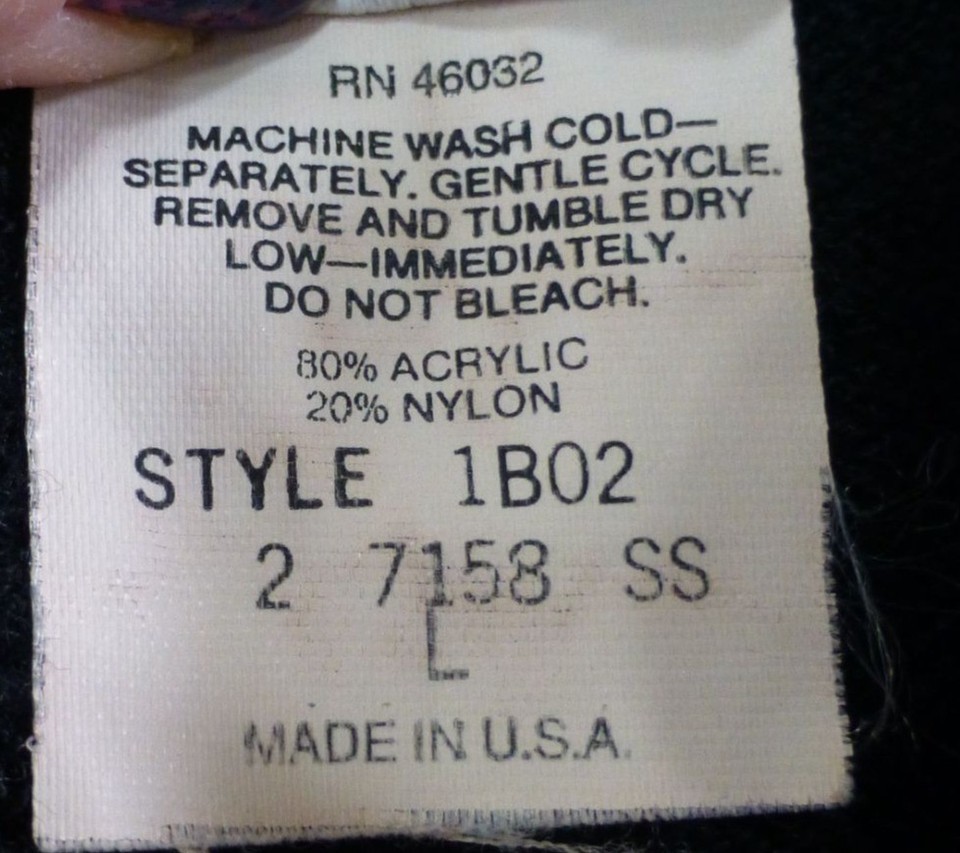 RN 46032
MACHINE WASH COLD—
SEPARATELY. GENTLE CYCLE.
REMOVE AND TUMBLE DRY
LOW—IMMEDIATELY.
DO NOT BLEACH.
80% ACRYLIC
20% NYLON
STYLE 1B02
2 7158 SS
L
MADE IN U.S.A.